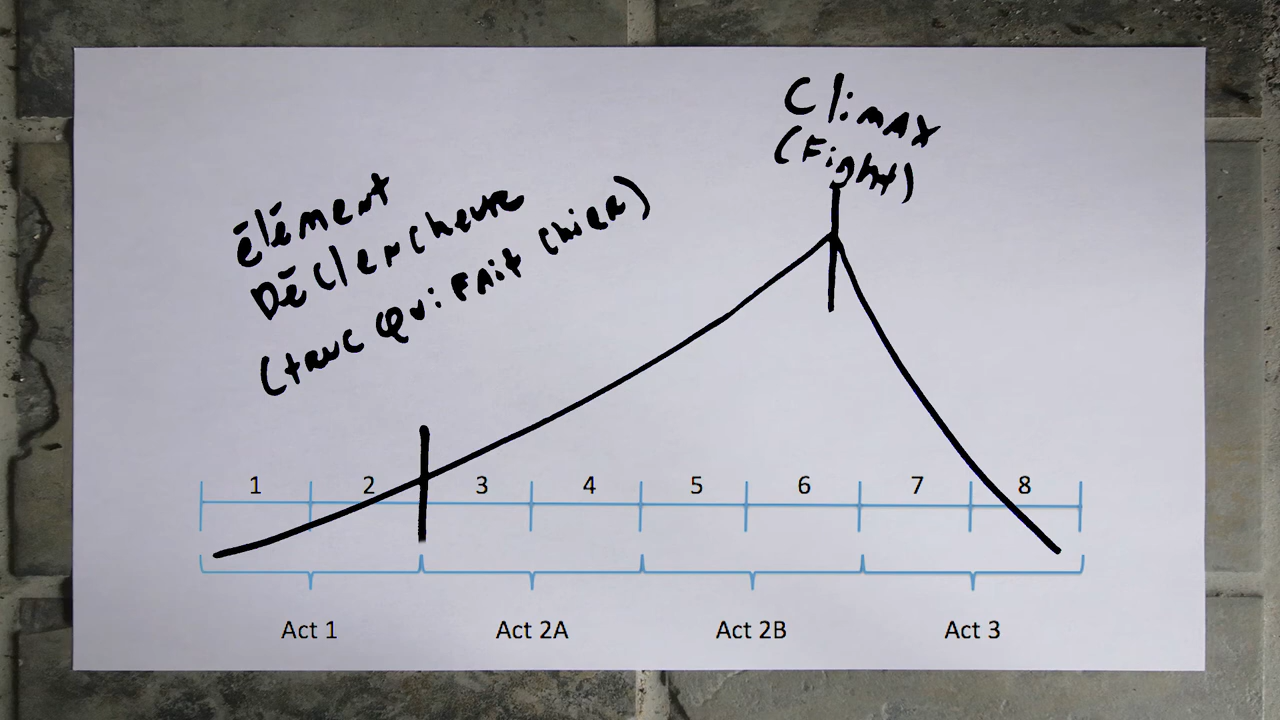 Climax
(Fight)
élément
Déclencheur
(truc qui fait chier)
1 2 3 4 5 6 7 8
Act 1 Act 2A Act 2B Act 3